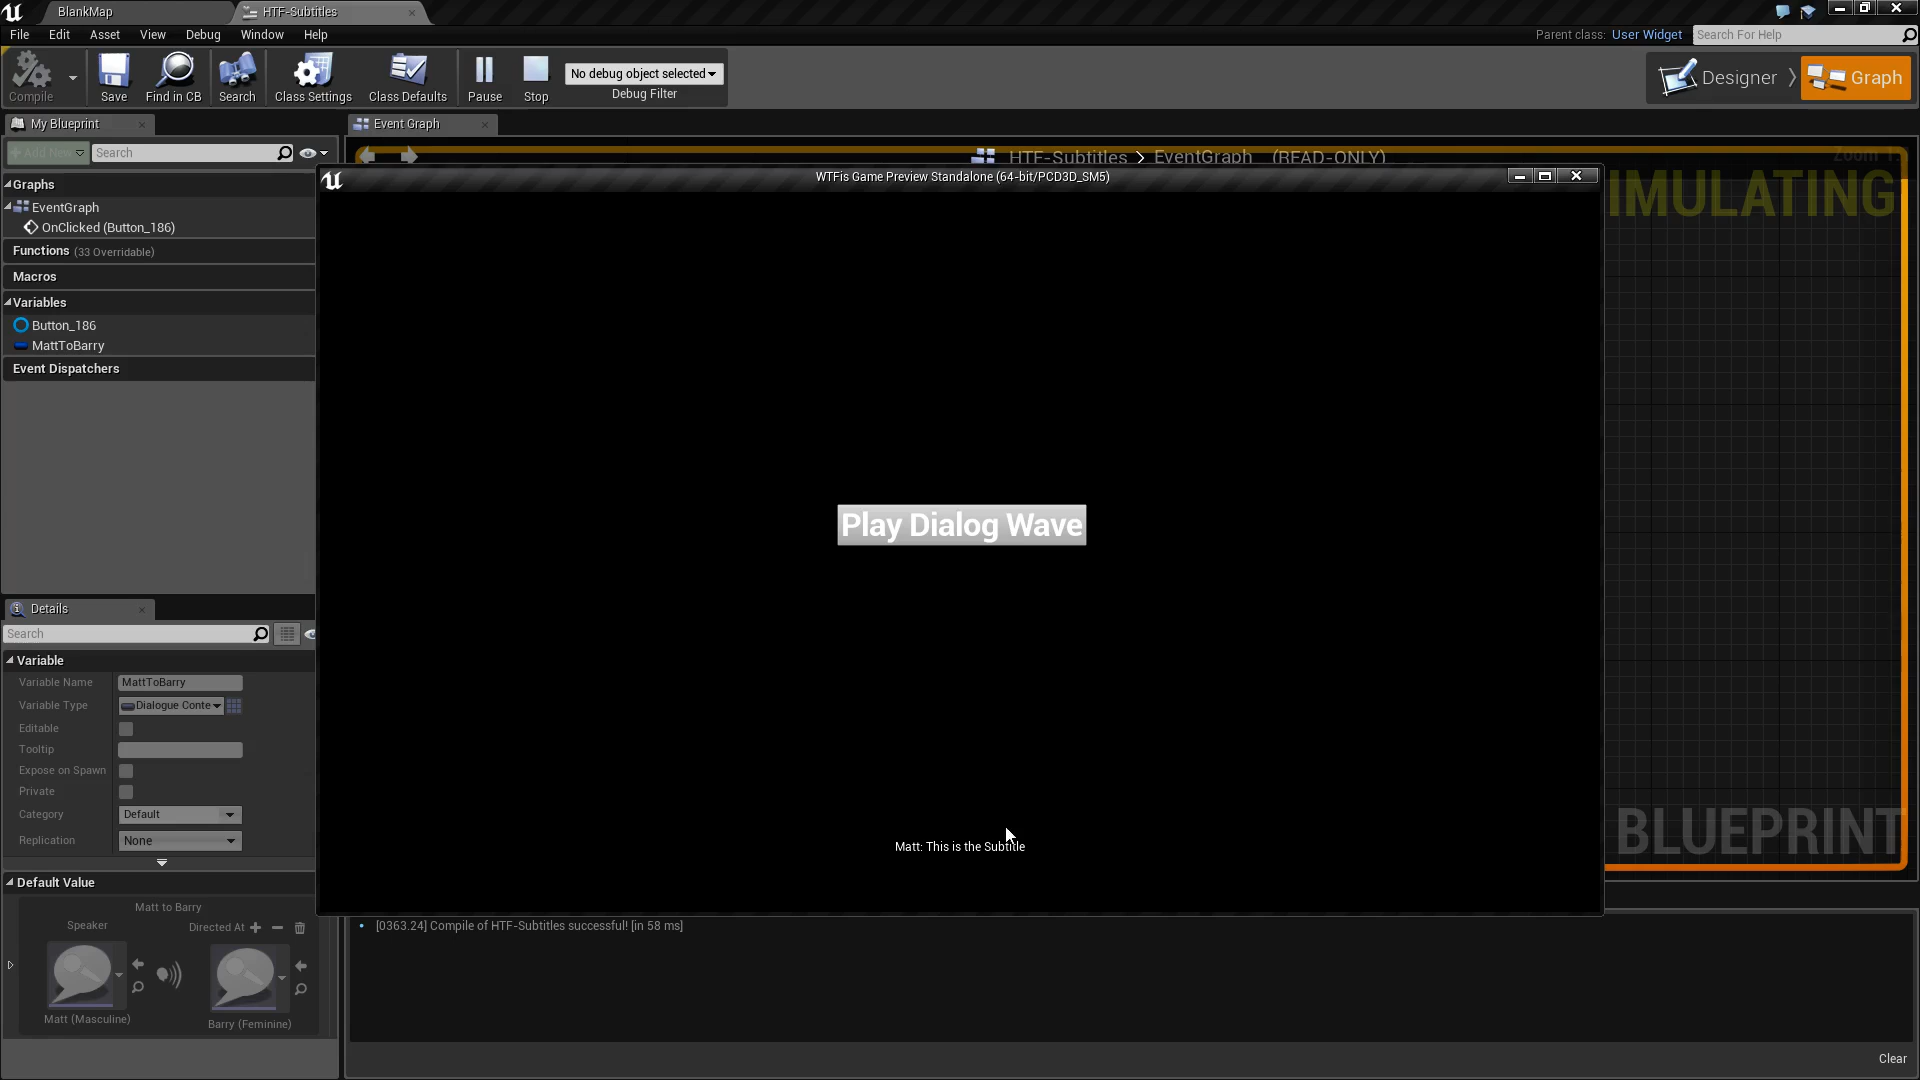 BlankMap
HTF-Subtitles
File Edit Asset View Debug Window Help
Parent class: User Widget
Search For Help
Compile
Save
Find in CB
Search
Class Settings
Class Defaults
Pause
Stop
No debug object selected
Debug Filter
Designer
Graph
My Blueprint
Event Graph
Add New
Search
HTF-Subtitles > EventGraph (READ-ONLY)
Zoom
IMULATING
WTFis Game Preview Standalone (64-bit/PCD3D_SM5)
Graphs
EventGraph
OnClicked (Button_186)
Functions (33 Overridable)
Macros
Variables
Button_186
MattToBarry
Event Dispatchers
Play Dialog Wave
Matt: This is the Subtitle
BLUEPRINT
Details
Search
Variable
Variable Name MattToBarry
Variable Type Dialogue Conte
Editable
Tooltip
Expose on Spawn
Private
Category Default
Replication None
Default Value
Matt to Barry
Speaker
Directed At
Matt (Masculine)
Barry (Feminine)
[0363.24] Compile of HTF-Subtitles successful! [in 58 ms]
Clear